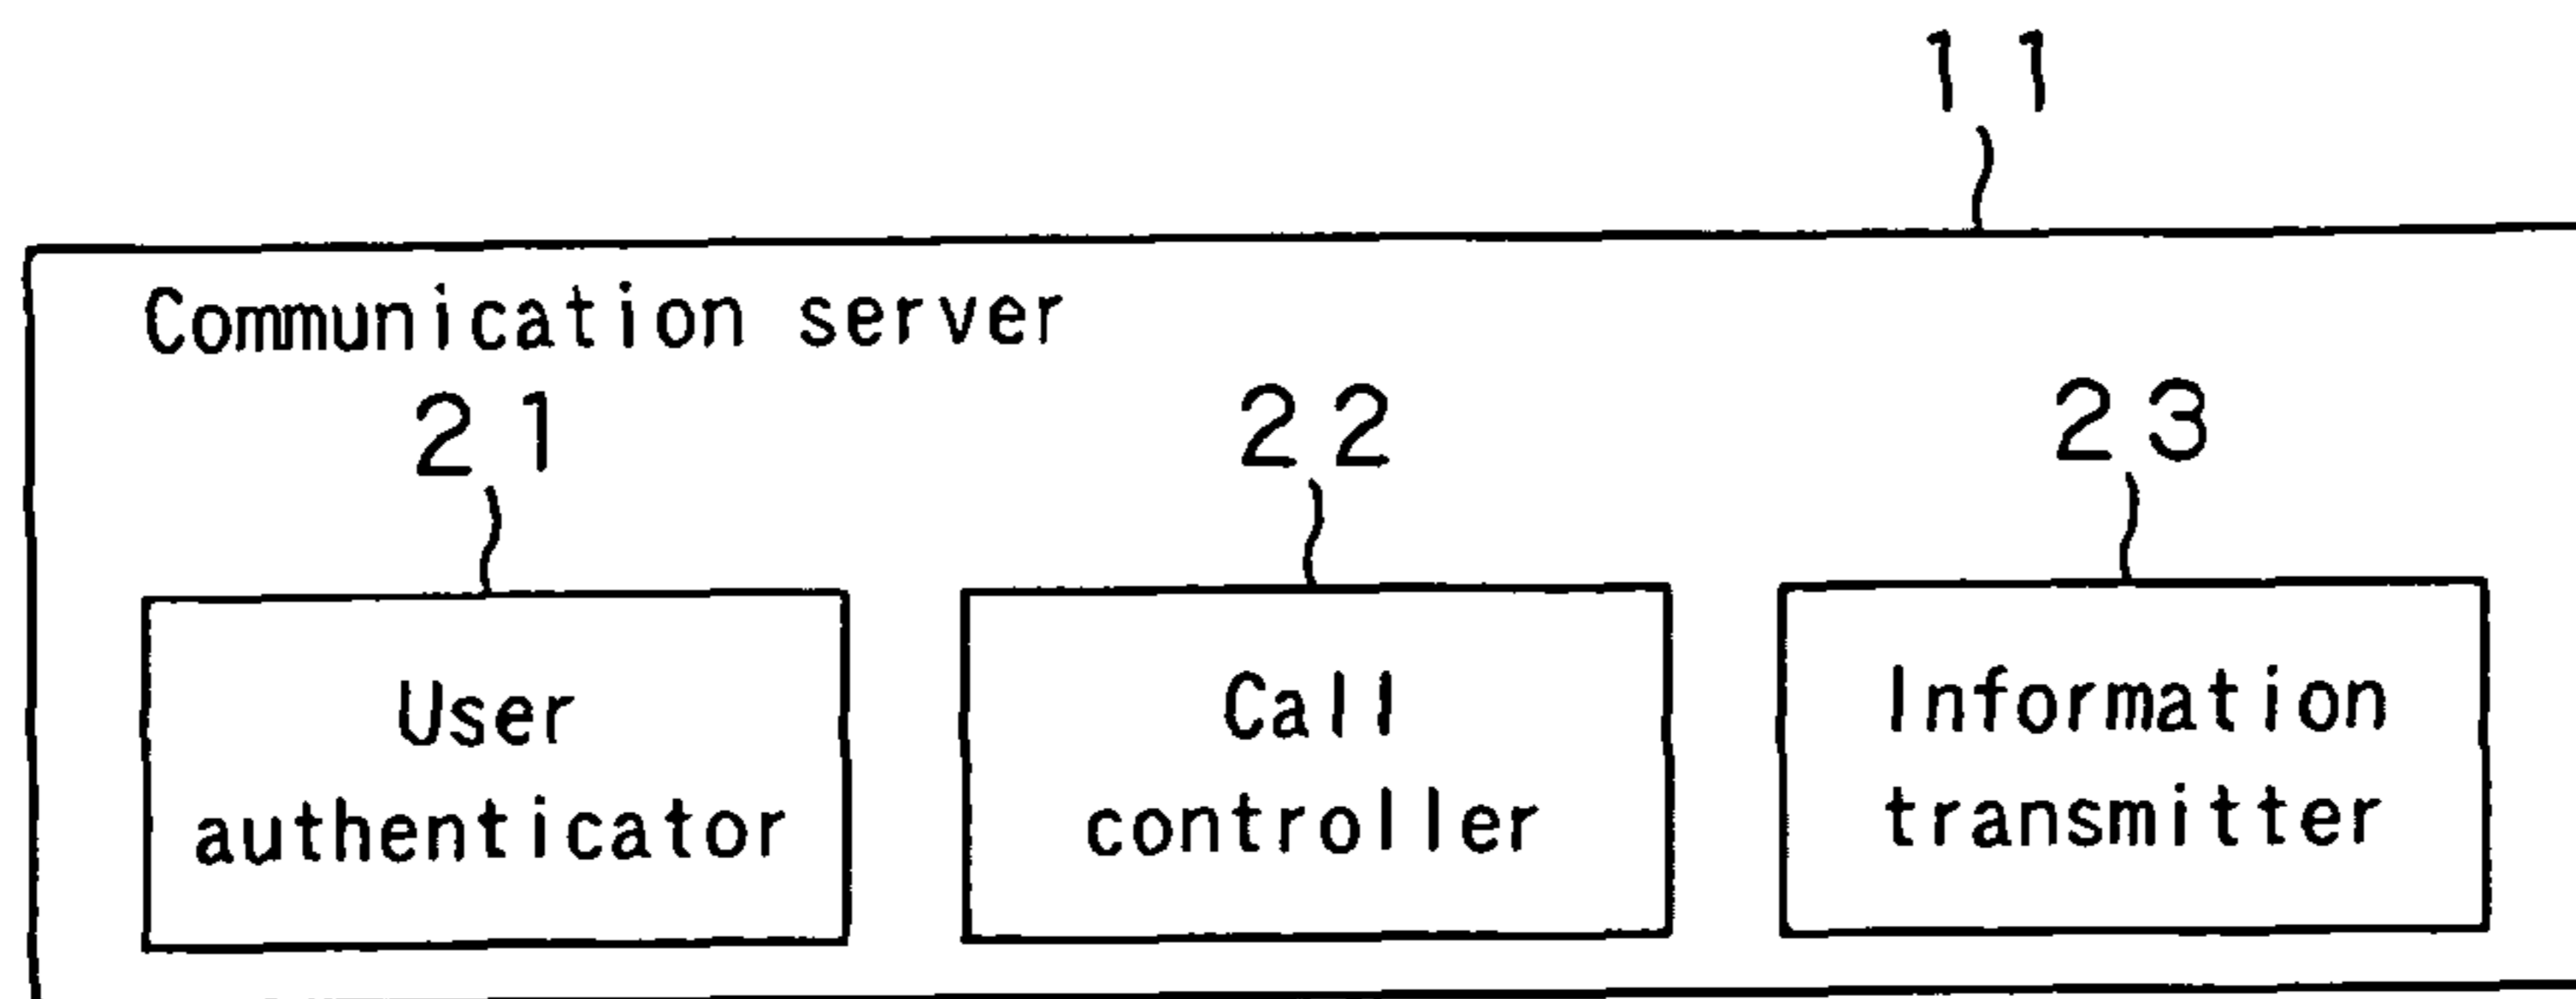 11
Communication server
21 22 23
User Call Information
authenticator controller transmitter